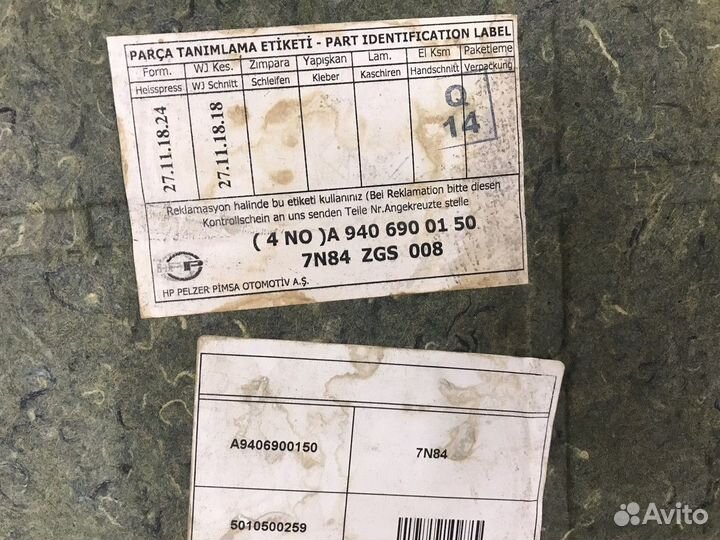 PARÇA TANIMLAMA ETİKETİ - PART IDENTIFICATION LABEL
Form. WJ Kes. Zımpara Yapışkan Lam. El Ksm Paketleme
Heisspress WJ Schnitt Schleifen Kleber Kaschiren Handschnitt Verpackung
27.11.18.24
27.11.18.18
Q
14
Reklamasyon halinde bu etiketi kullanınız (Bei Reklamation bitte diesen
Kontrollschein an uns senden Teile Nr.Angekreuzte stelle
( 4 NO )A 940 690 01 50
7N84 ZGS 008
HP
HP PELZER PİMSA OTOMOTİV A.Ş.
A9406900150 7N84
5010500259
Avito